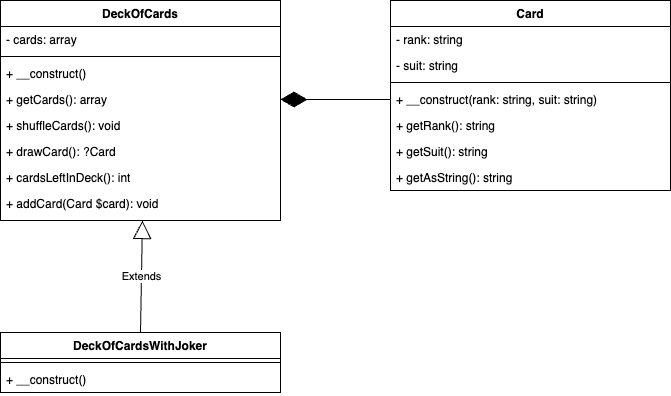 DeckOfCards
- cards: array
+ __construct()
+ getCards(): array
+ shuffleCards(): void
+ drawCard(): ?Card
+ cardsLeftInDeck(): int
+ addCard(Card $card): void
Card
- rank: string
- suit: string
+ __construct(rank: string, suit: string)
+ getRank(): string
+ getSuit(): string
+ getAsString(): string
Extends
DeckOfCardsWithJoker
+ __construct()